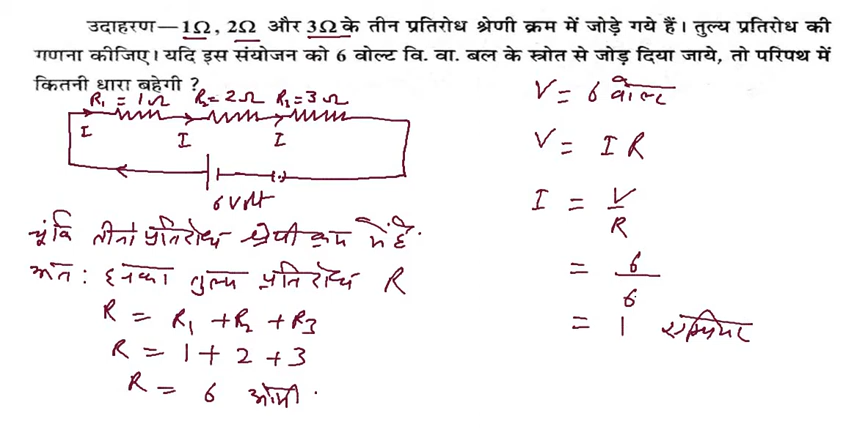 उदाहरण—1Ω, 2Ω और 3Ω के तीन प्रतिरोध श्रेणी क्रम में जोड़े गये हैं। तुल्य प्रतिरोध की
गणना कीजिए। यदि इस संयोजन को 6 वोल्ट वि. वा. बल के स्त्रोत से जोड़ दिया जाये, तो परिपथ में
कितनी धारा बहेगी ?
R₁ = 1Ω R₂=2Ω R₂=3Ω
I I I
6 Volt
चूंकि तीनों प्रतिरोध श्रेणी क्रम में है.
अत: इनका तुल्य प्रतिरोध R
R = R₁ +R₂ +R₃
R = 1 + 2 + 3
R = 6 ओम.
V = 6 वोल्ट
V = I R
I = V/R
= 6/6
= 1 एम्पियर